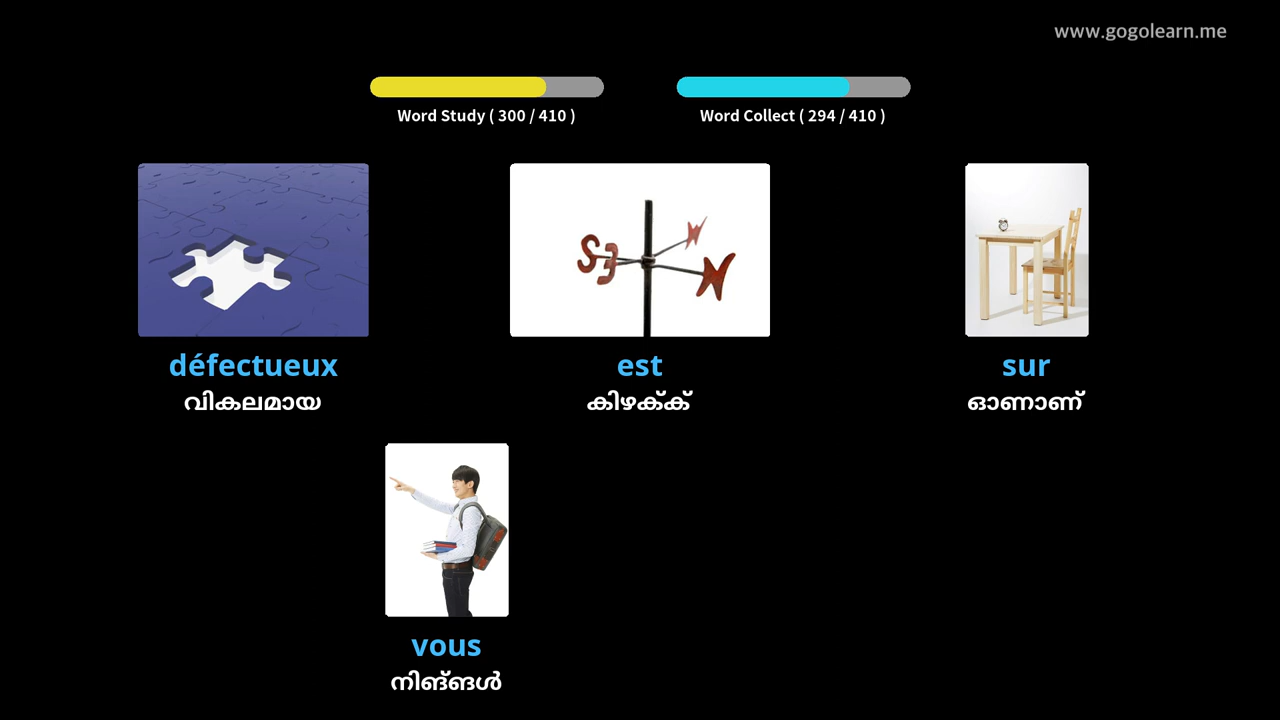 www.gogolearn.me
Word Study ( 300 / 410 )
Word Collect ( 294 / 410 )
S
W
N
défectueux
est
sur
വികലമായ
കിഴക്ക്
ഓണാണ്
vous
നിങ്ങൾ